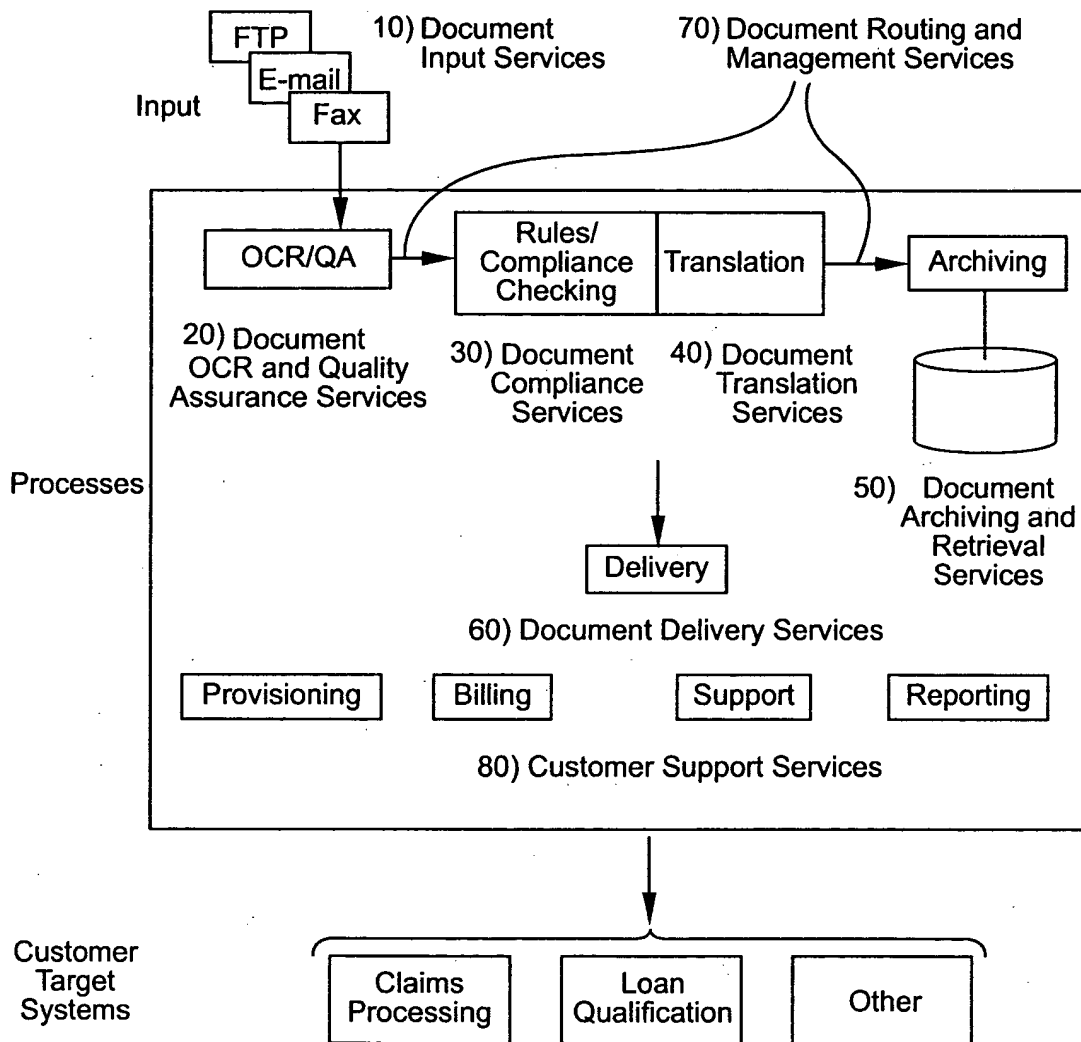 FTP
E-mail
Fax
Input
10) Document
Input Services
70) Document Routing and
Management Services
OCR/QA
Rules/
Compliance
Checking
Translation
Archiving
20) Document
OCR and Quality
Assurance Services
30) Document
Compliance
Services
40) Document
Translation
Services
50) Document
Archiving and
Retrieval
Services
Processes
Delivery
60) Document Delivery Services
Provisioning
Billing
Support
Reporting
80) Customer Support Services
Customer
Target
Systems
Claims
Processing
Loan
Qualification
Other